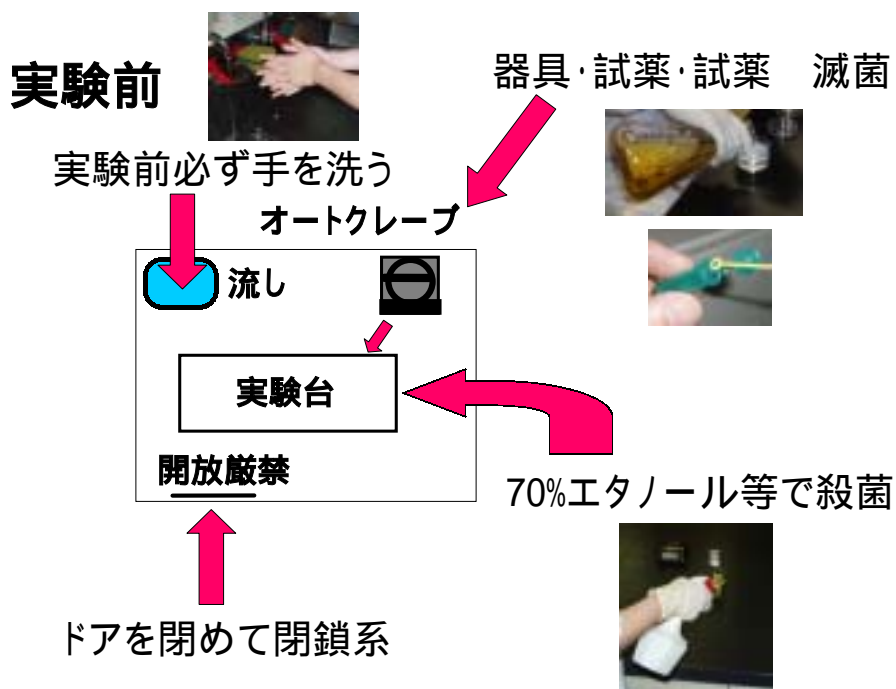 実験前
器具・試薬・試薬　滅菌
実験前必ず手を洗う
オートクレーブ
流し
実験台
開放厳禁
70%エタノール等で殺菌
ドアを閉めて閉鎖系